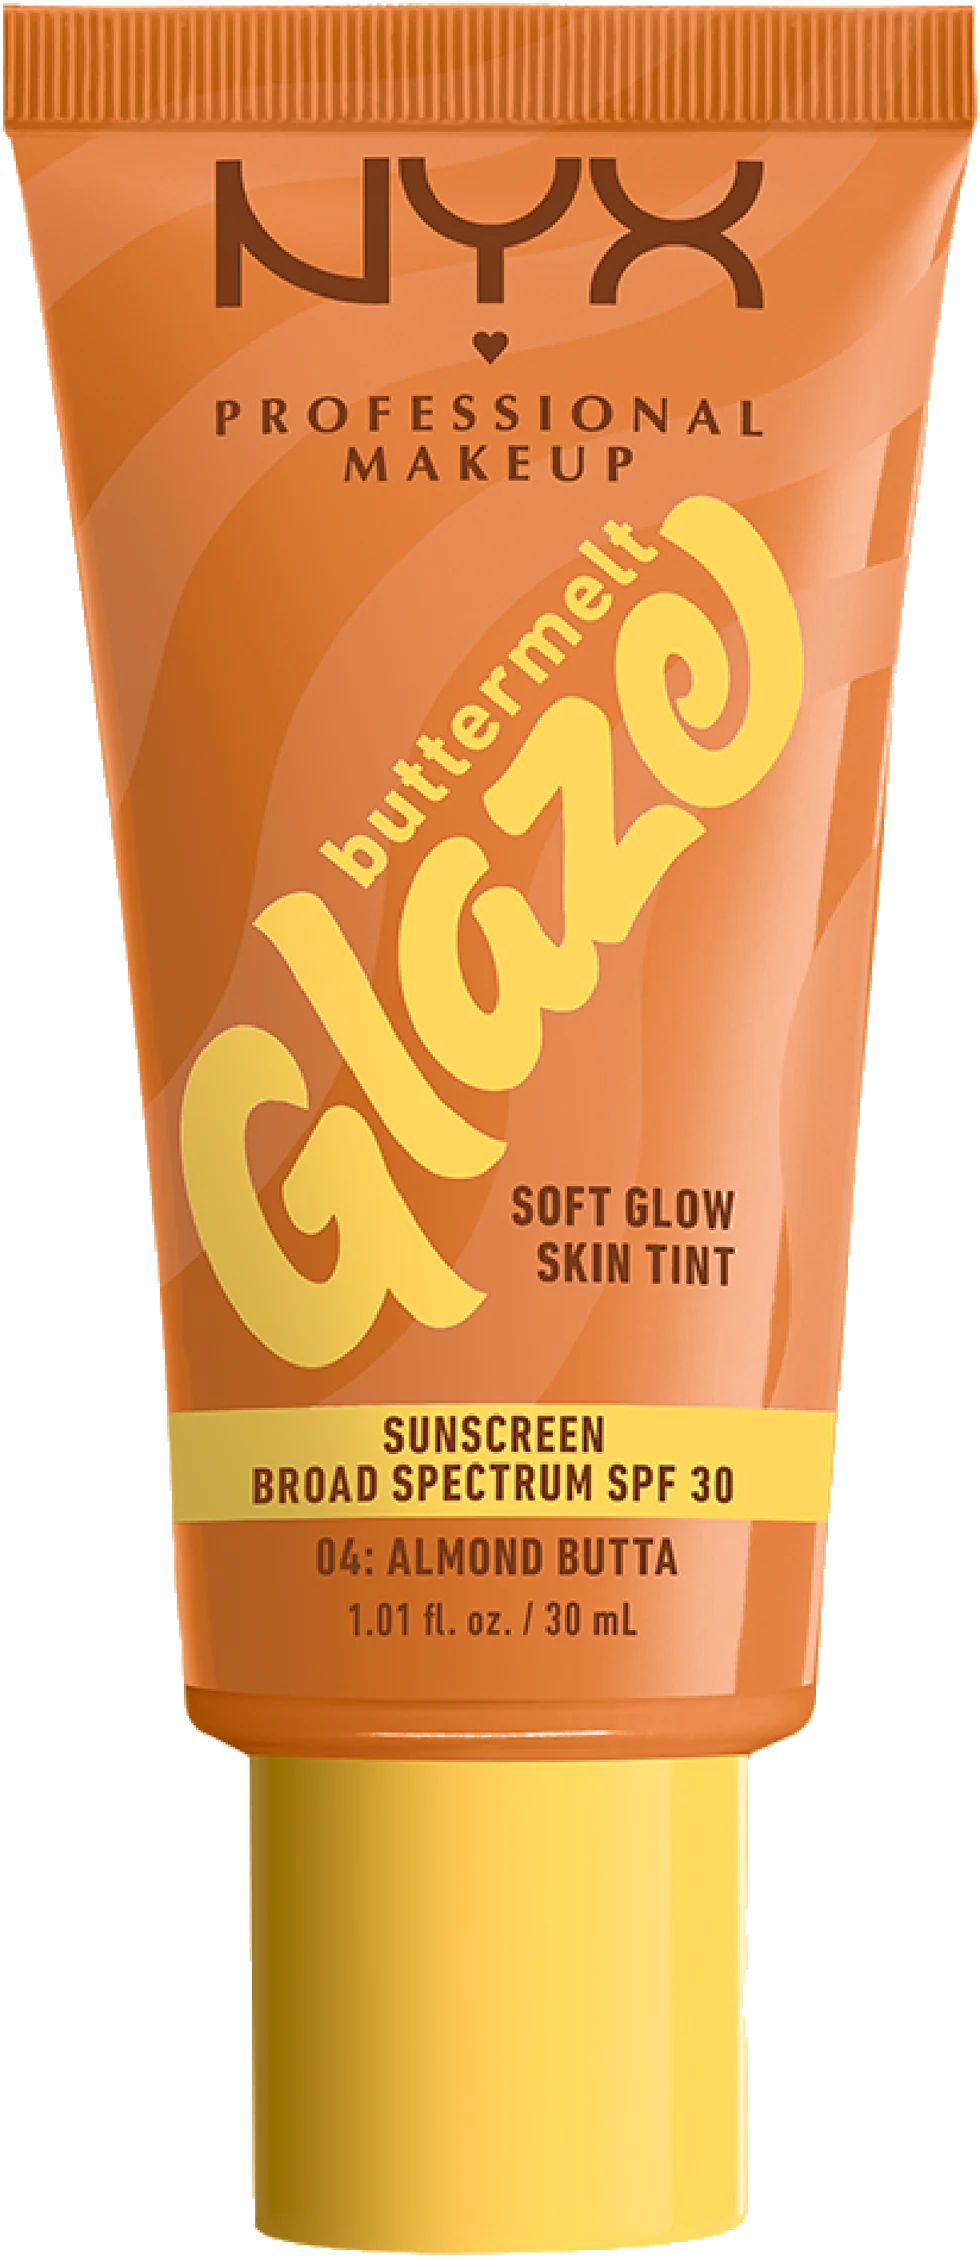 NYX
PROFESSIONAL
MAKEUP
buttermelt
Glaze
SOFT GLOW
SKIN TINT
SUNSCREEN
BROAD SPECTRUM SPF 30
04: ALMOND BUTTA
1.01 fl. oz. / 30 mL